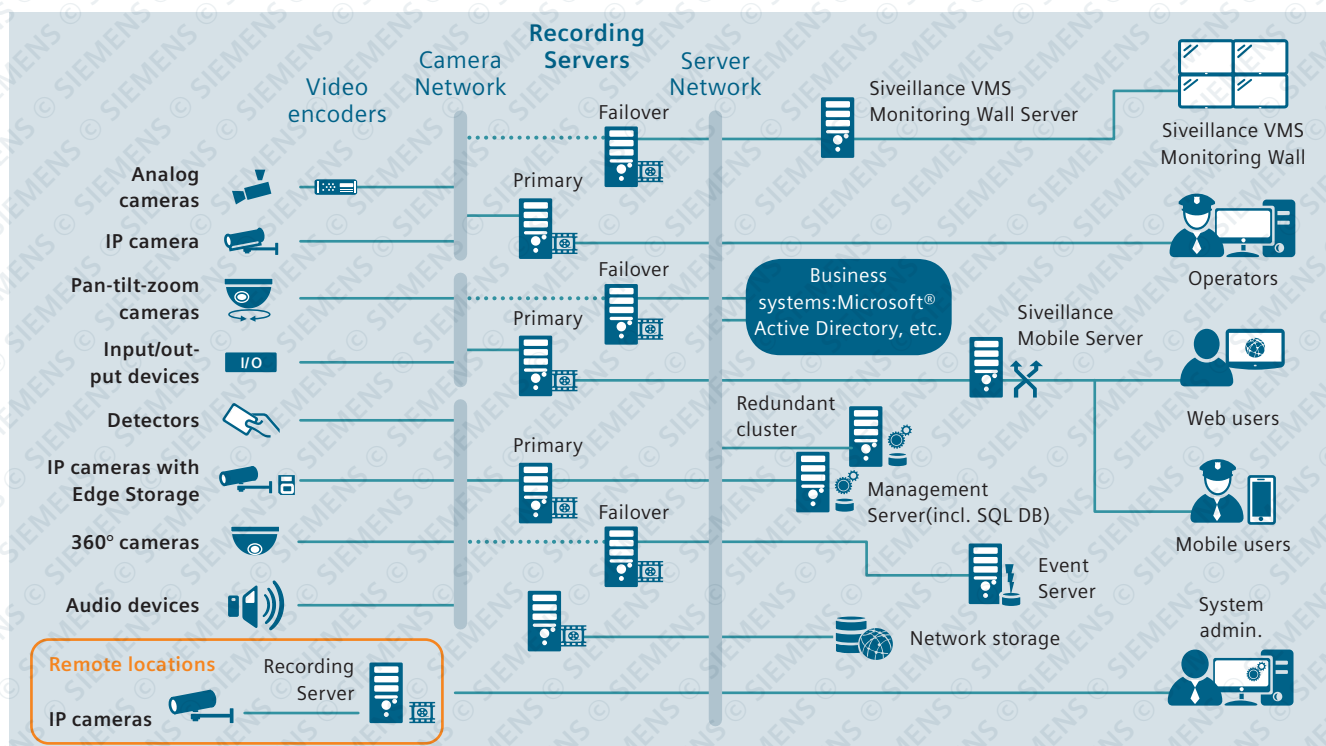 Recording
Servers
Camera
Network
Server
Network
Video
encoders
Failover
Siveillance VMS
Monitoring Wall Server
Siveillance VMS
Monitoring Wall
Analog
cameras
Primary
IP camera
Operators
Pan-tilt-zoom
cameras
Failover
Primary
Business
systems:Microsoft®
Active Directory, etc.
Siveillance
Mobile Server
Input/out-
put devices
I/O
Web users
Detectors
Redundant
cluster
IP cameras with
Edge Storage
Primary
Management
Server(incl. SQL DB)
Mobile users
360° cameras
Failover
Event
Server
Audio devices
Network storage
System
admin.
Remote locations
Recording
Server
IP cameras
© SIEMENS